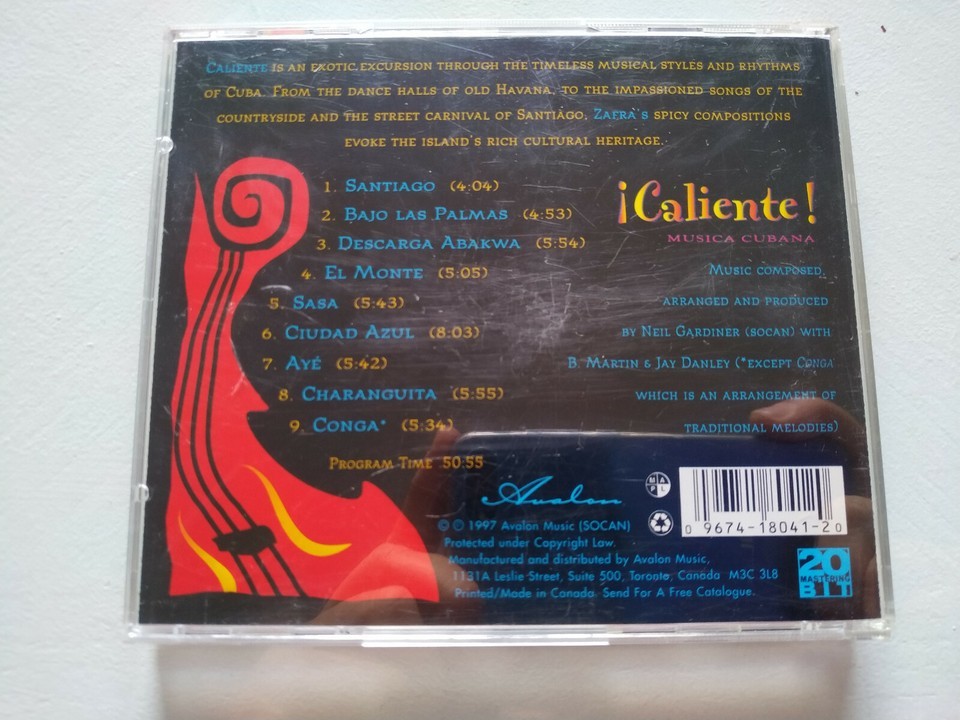 CALIENTE IS AN EXOTIC EXCURSION THROUGH THE TIMELESS MUSICAL STYLES AND RHYTHMS
OF CUBA. FROM THE DANCE HALLS OF OLD HAVANA, TO THE IMPASSIONED SONGS OF THE
COUNTRYSIDE AND THE STREET CARNIVAL OF SANTIAGO, ZAFRA'S SPICY COMPOSITIONS
EVOKE THE ISLAND'S RICH CULTURAL HERITAGE.
1. SANTIAGO (4:04)
2. BAJO LAS PALMAS (4:53)
3. DESCARGA ABAKWA (5:54)
4. EL MONTE (5:05)
5. SASA (5:43)
6. CIUDAD AZUL (8:03)
7. AYÉ (5:42)
8. CHARANGUITA (5:55)
9. CONGA* (5:34)
PROGRAM TIME 50:55
¡Caliente!
MUSICA CUBANA
MUSIC COMPOSED,
ARRANGED AND PRODUCED
BY NEIL GARDINER (SOCAN) WITH
B. MARTIN & JAY DANLEY (*EXCEPT CONGA
WHICH IS AN ARRANGEMENT OF
TRADITIONAL MELODIES)
Avalon
℗ © 1997 Avalon Music (SOCAN)
Protected under Copyright Law.
Manufactured and distributed by Avalon Music,
1131A Leslie Street, Suite 500, Toronto, Canada M3C 3L8
Printed/Made in Canada Send For A Free Catalogue.
M A P L
0 9674-18041-2 0
20
MASTERING
BIT